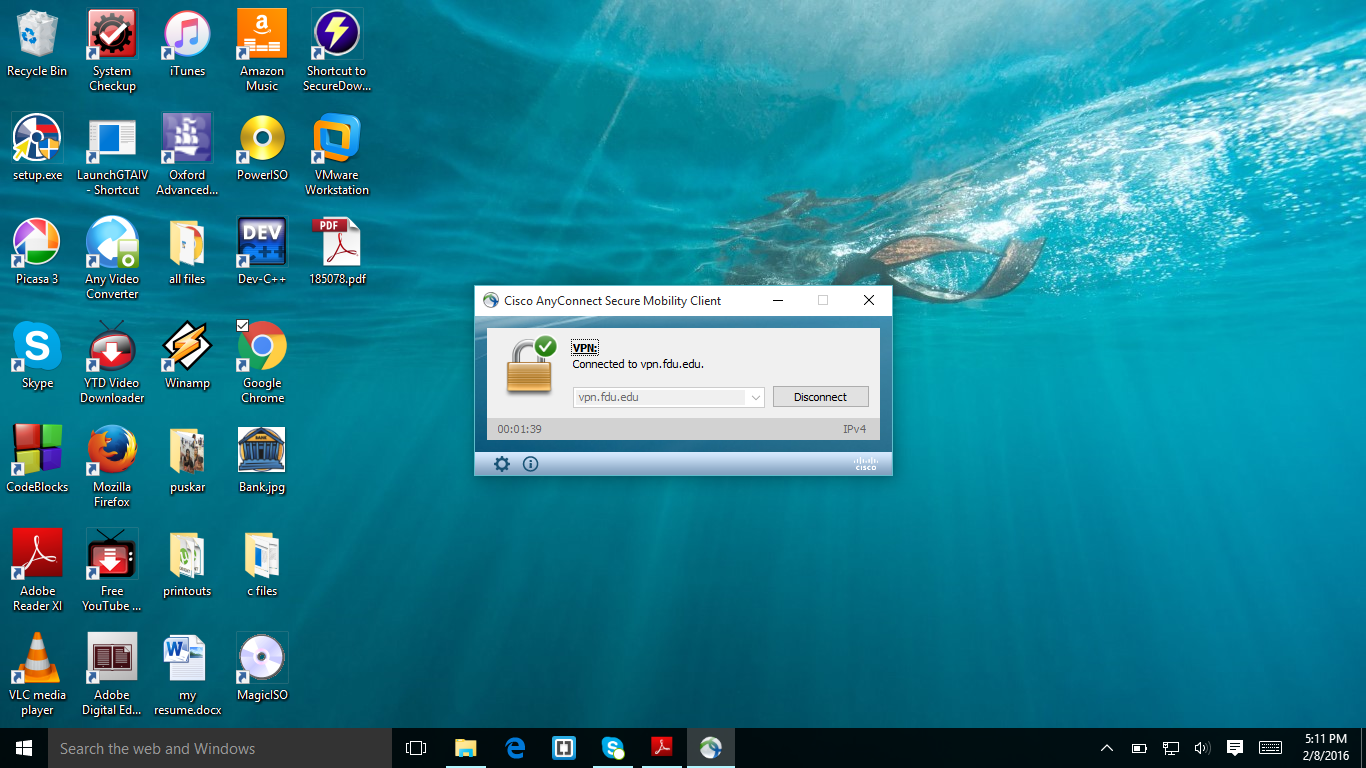 Recycle Bin
System
Checkup
iTunes
Amazon
Music
Shortcut to
SecureDow...
setup.exe
LaunchGTAIV
- Shortcut
Oxford
Advanced...
PowerISO
VMware
Workstation
Picasa 3
Any Video
Converter
all files
DEV
C++
Dev-C++
PDF
185078.pdf
Skype
YTD Video
Downloader
Winamp
Google
Chrome
CodeBlocks
Mozilla
Firefox
puskar
BANK
Bank.jpg
Adobe
Reader XI
Free
YouTube ...
printouts
c files
VLC media
player
Adobe
Digital Ed...
my
resume.docx
MagicISO
Cisco AnyConnect Secure Mobility Client
VPN:
Connected to vpn.fdu.edu.
vpn.fdu.edu
Disconnect
00:01:39
IPv4
CISCO
Search the web and Windows
5:11 PM
2/8/2016